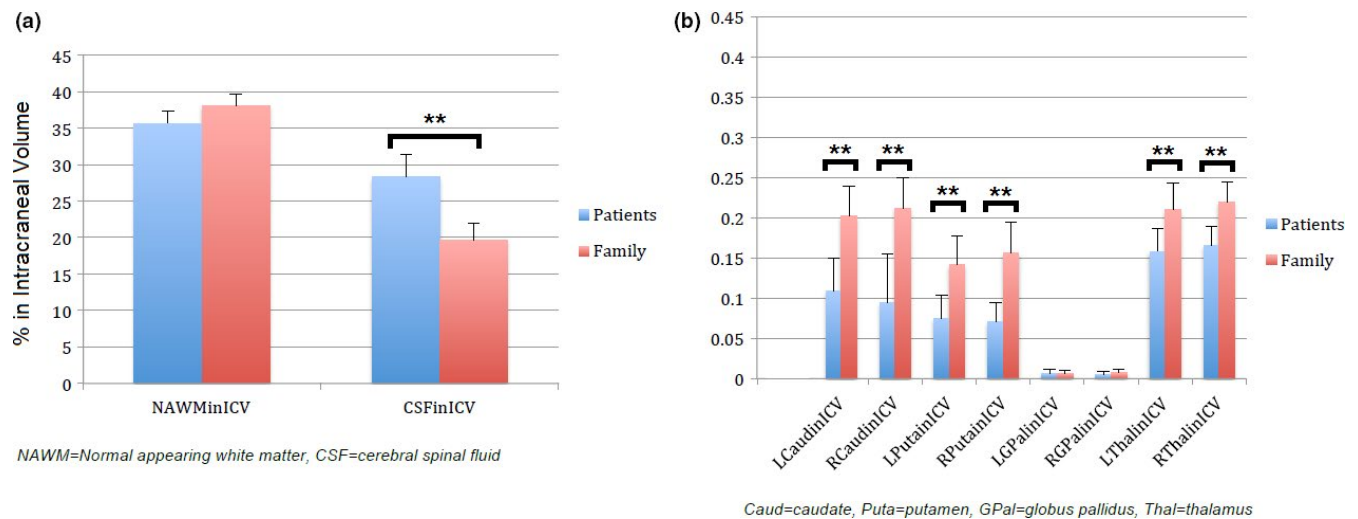 (a)
% in Intracraneal Volume
45
40
35
30
25
20
15
10
5
0
**
NAWMinICV
CSFinICV
Patients
Family
NAWM=Normal appearing white matter, CSF=cerebral spinal fluid
(b)
0.45
0.4
0.35
0.3
0.25
0.2
0.15
0.1
0.05
0
**
**
**
**
**
**
LCaudinICV
RCaudinICV
LPutainICV
RPutainICV
LGPalinICV
RGPalinICV
LThalinICV
RThalinICV
Patients
Family
Caud=caudate, Puta=putamen, GPal=globus pallidus, Thal=thalamus